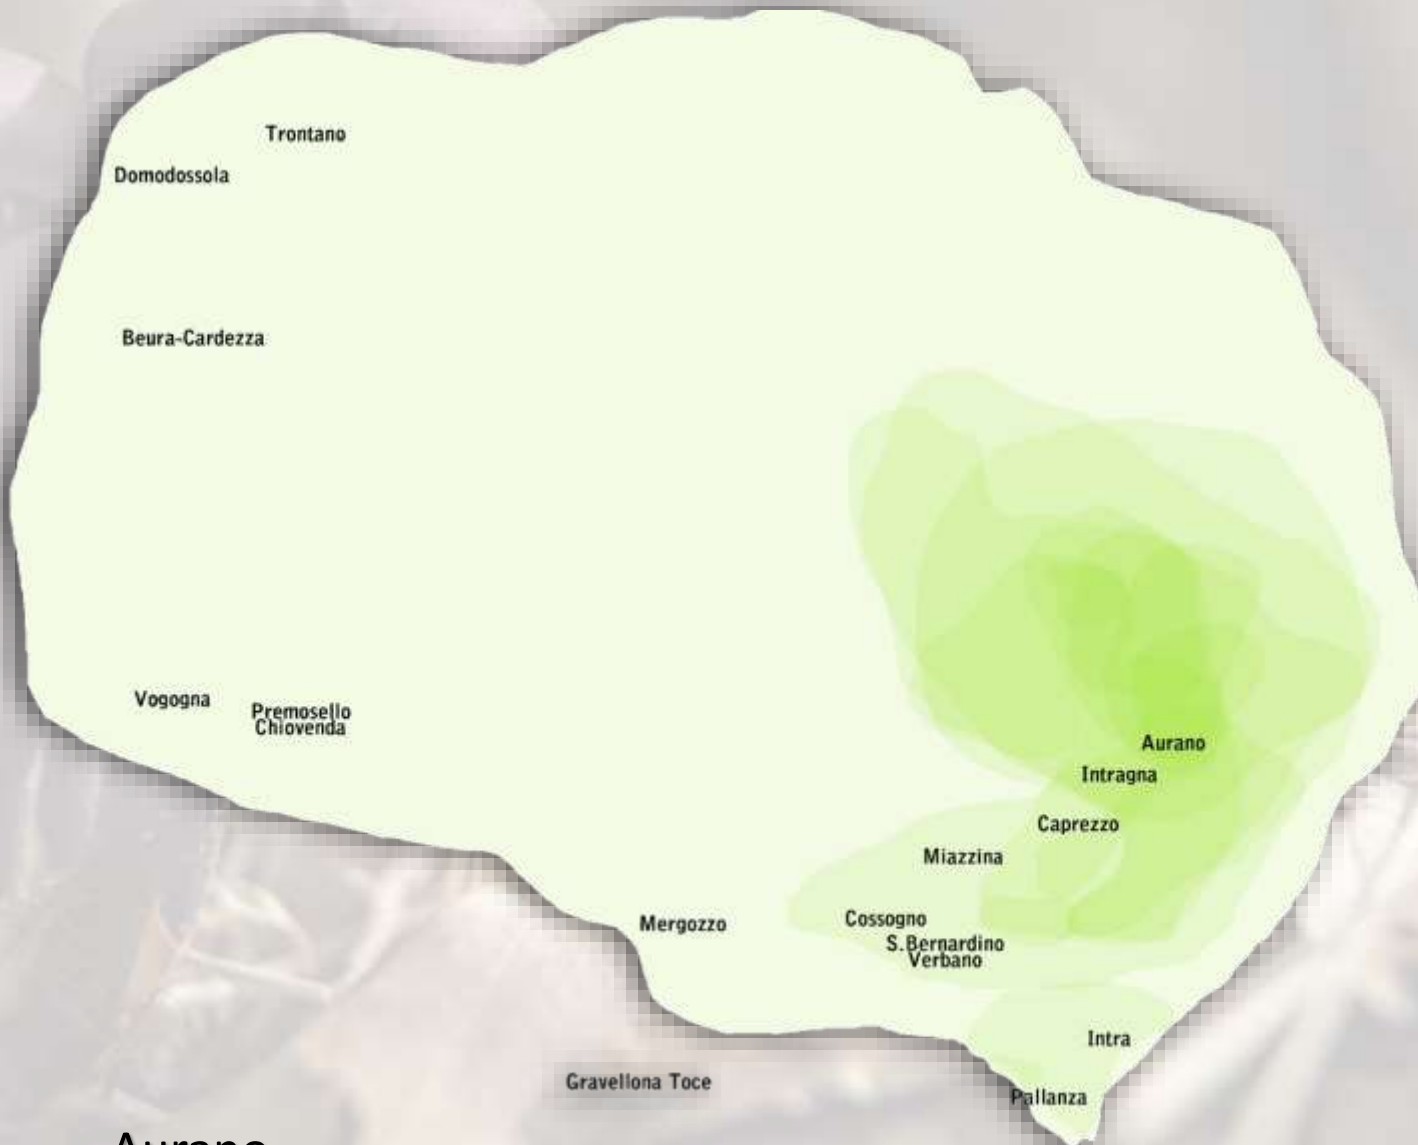 Trontano
Domodossola
Beura-Cardezza
Vogogna
Premosello
Chiovenda
Aurano
Intragna
Caprezzo
Miazzina
Cossogno
Mergozzo
S.Bernardino
Verbano
Intra
Gravellona Toce
Pallanza
Aurano